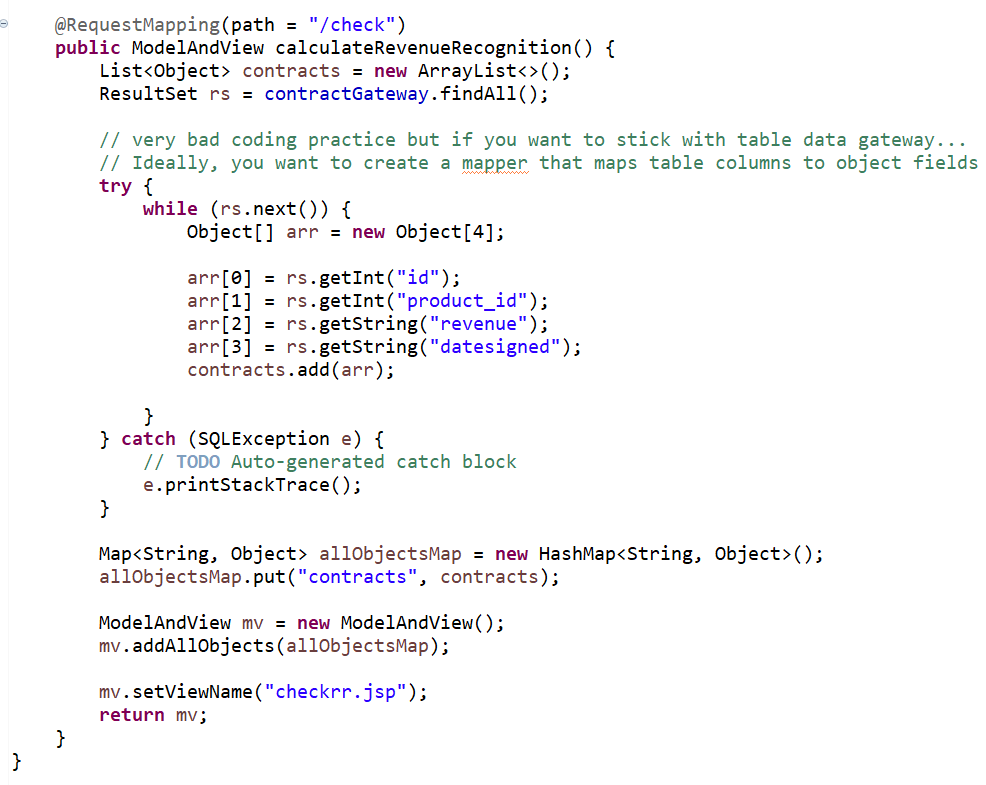 @RequestMapping(path = "/check")
public ModelAndView calculateRevenueRecognition() {
List<Object> contracts = new ArrayList<>();
ResultSet rs = contractGateway.findAll();
// very bad coding practice but if you want to stick with table data gateway...
// Ideally, you want to create a mapper that maps table columns to object fields
try {
while (rs.next()) {
Object[] arr = new Object[4];
arr[0] = rs.getInt("id");
arr[1] = rs.getInt("product_id");
arr[2] = rs.getString("revenue");
arr[3] = rs.getString("datesigned");
contracts.add(arr);
}
} catch (SQLException e) {
// TODO Auto-generated catch block
e.printStackTrace();
}
Map<String, Object> allObjectsMap = new HashMap<String, Object>();
allObjectsMap.put("contracts", contracts);
ModelAndView mv = new ModelAndView();
mv.addAllObjects(allObjectsMap);
mv.setViewName("checkrr.jsp");
return mv;
}
}